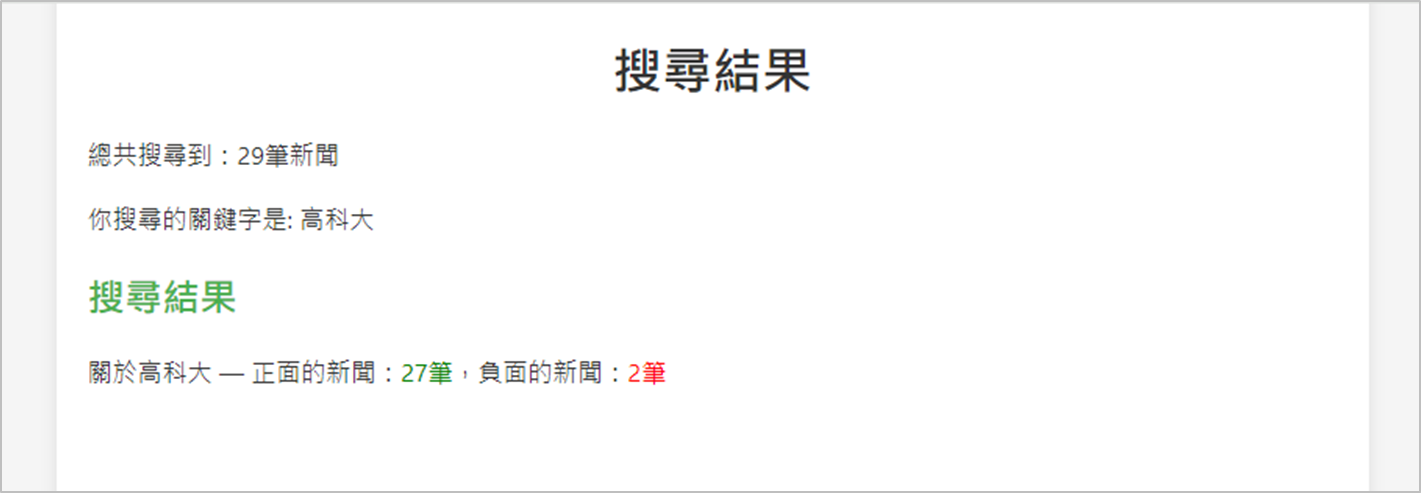 搜尋結果
總共搜尋到：29筆新聞
你搜尋的關鍵字是: 高科大
搜尋結果
關於高科大 — 正面的新聞：27筆，負面的新聞：2筆